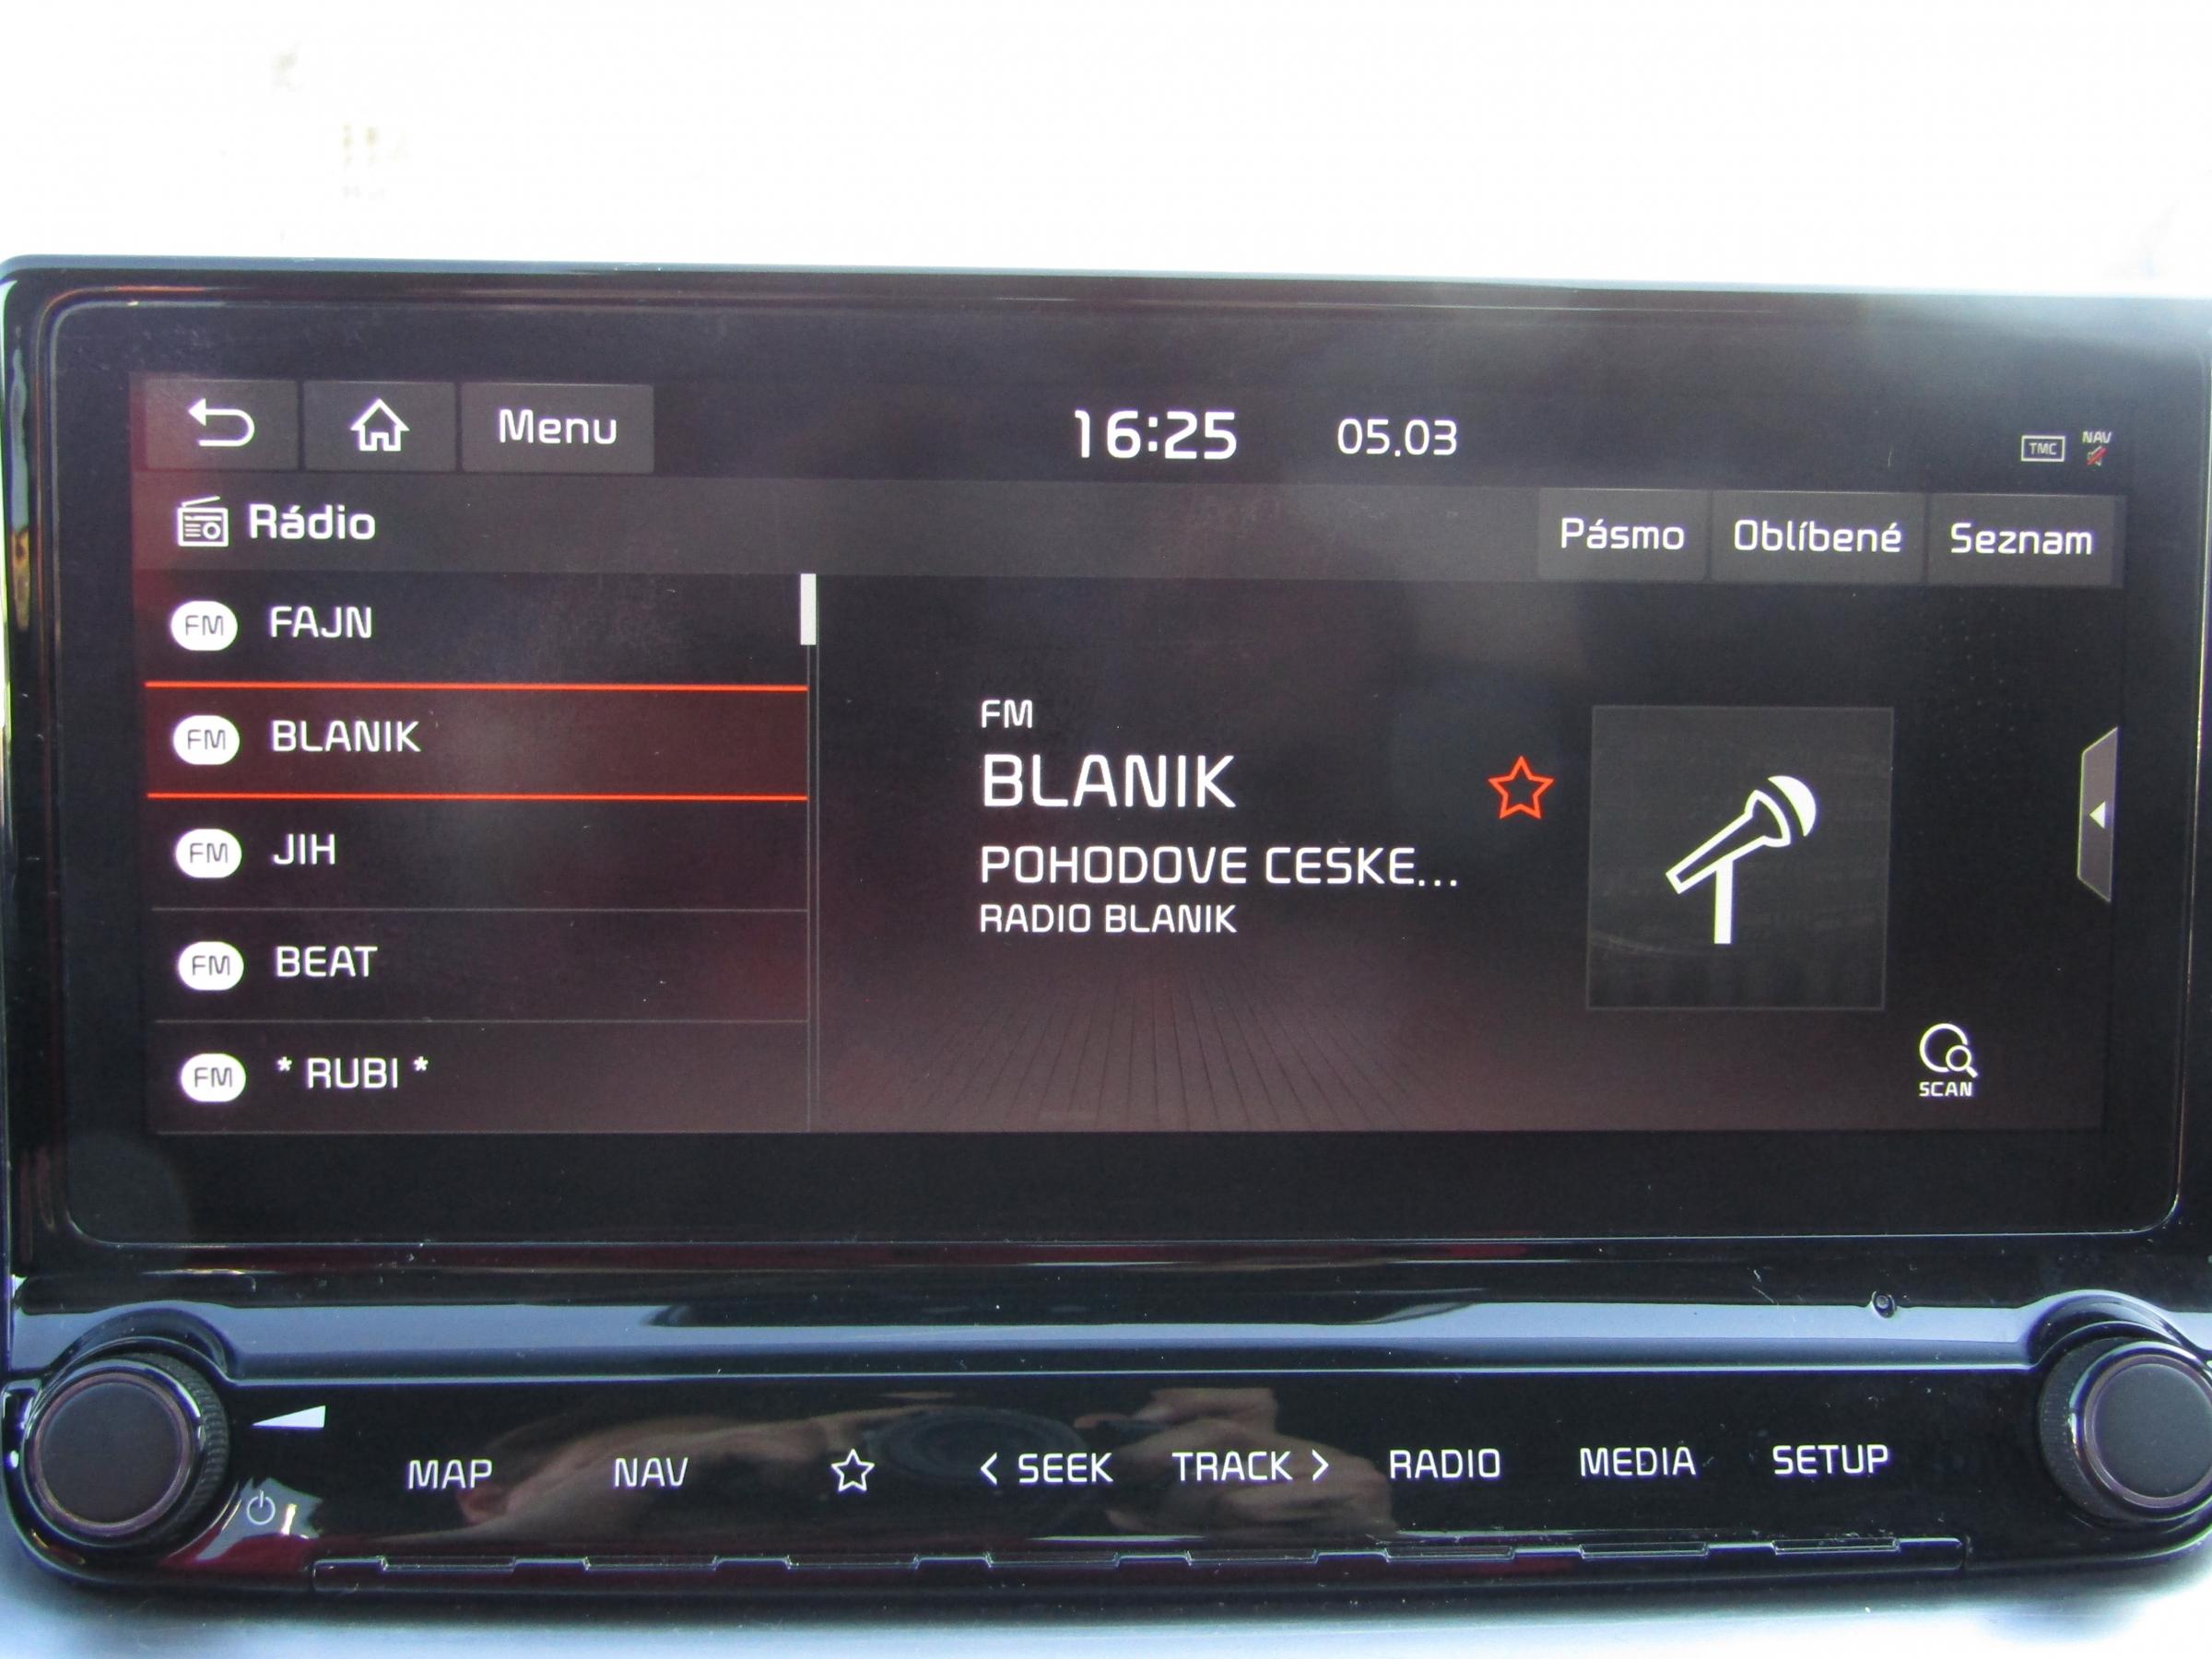 Menu 16:25 05.03 TMC NAV
Rádio Pásmo Oblíbené Seznam
FM FAJN
FM BLANIK
FM JIH
FM BEAT
FM * RUBI *
FM
BLANIK
POHODOVE CESKE...
RADIO BLANIK
SCAN
MAP NAV < SEEK TRACK > RADIO MEDIA SETUP